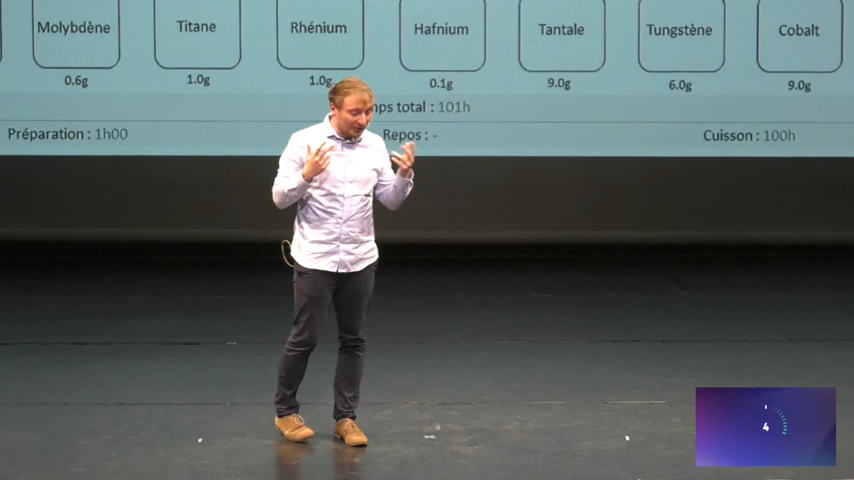 Molybdène Titane Rhénium Hafnium Tantale Tungstène Cobalt
0.6g 1.0g 1.0g 0.1g 9.0g 6.0g 9.0g
total : 101h
Préparation : 1h00 Repos : - Cuisson : 100h
4